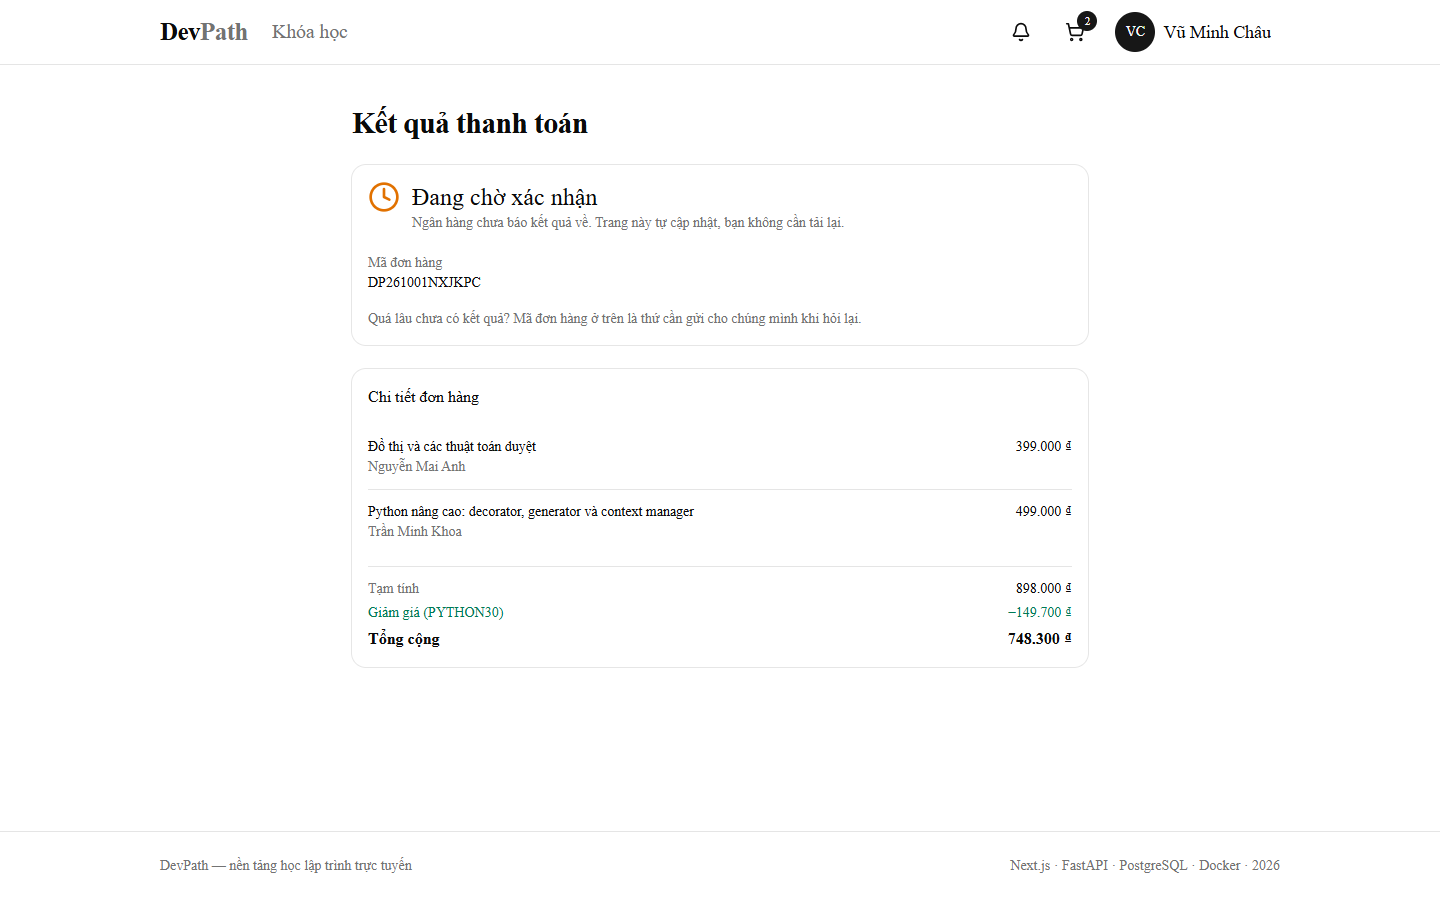 DevPath Khóa học 2 VC Vũ Minh Châu
Kết quả thanh toán
Đang chờ xác nhận
Ngân hàng chưa báo kết quả về. Trang này tự cập nhật, bạn không cần tải lại.
Mã đơn hàng
DP261001NXJKPC
Quá lâu chưa có kết quả? Mã đơn hàng ở trên là thứ cần gửi cho chúng mình khi hỏi lại.
Chi tiết đơn hàng
Đồ thị và các thuật toán duyệt 399.000 ₫
Nguyễn Mai Anh
Python nâng cao: decorator, generator và context manager 499.000 ₫
Trần Minh Khoa
Tạm tính 898.000 ₫
Giảm giá (PYTHON30) −149.700 ₫
Tổng cộng 748.300 ₫
DevPath — nền tảng học lập trình trực tuyến Next.js · FastAPI · PostgreSQL · Docker · 2026